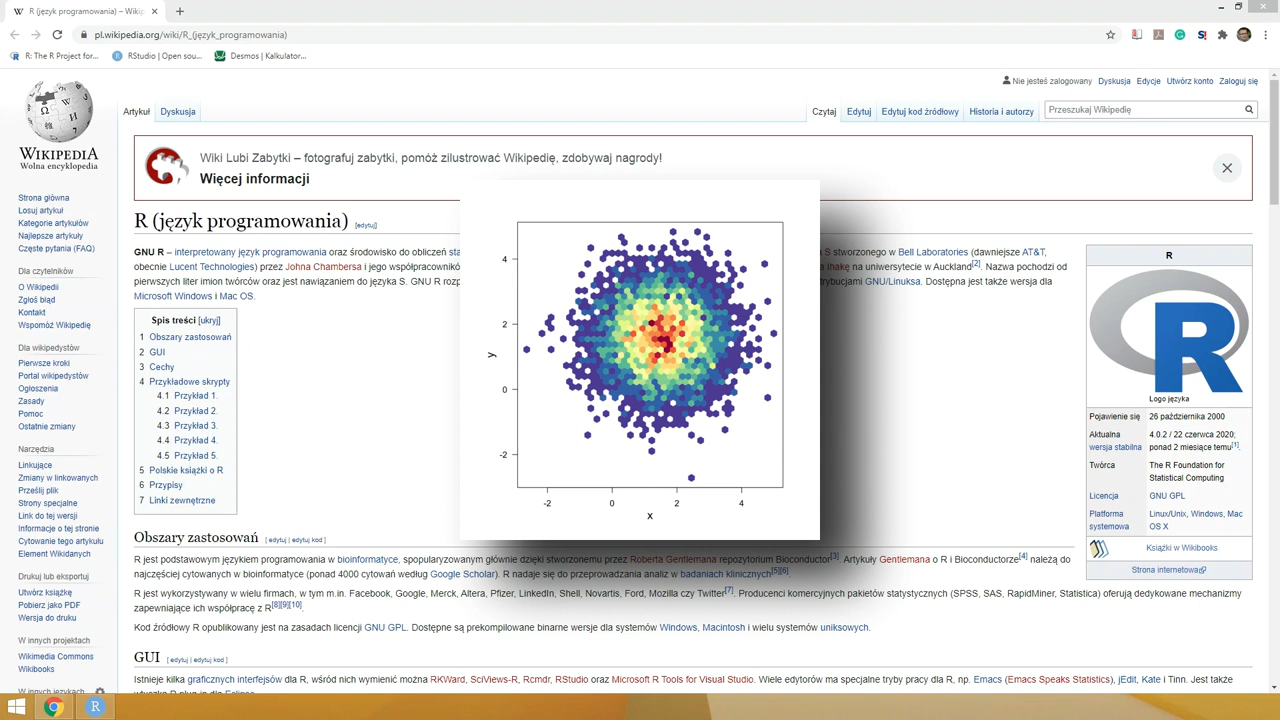 R (język programowania) – Wikip
pl.wikipedia.org/wiki/R_(język_programowania)
R: The R Project for...
RStudio | Open sou...
Desmos | Kalkulator...
WIKIPEDIA
Wolna encyklopedia
Strona główna
Losuj artykuł
Kategorie artykułów
Najlepsze artykuły
Częste pytania (FAQ)
Dla czytelników
O Wikipedii
Zgłoś błąd
Kontakt
Wspomóż Wikipedię
Dla wikipedystów
Pierwsze kroki
Portal wikipedystów
Ogłoszenia
Zasady
Pomoc
Ostatnie zmiany
Narzędzia
Linkujące
Zmiany w linkowanych
Prześlij plik
Strony specjalne
Link do tej wersji
Informacje o tej stronie
Cytowanie tego artykułu
Element Wikidanych
Drukuj lub eksportuj
Utwórz książkę
Pobierz jako PDF
Wersja do druku
W innych projektach
Wikimedia Commons
Wikibooks
W innych językach
Nie jesteś zalogowany Dyskusja Edycje Utwórz konto Zaloguj się
Artykuł Dyskusja
Czytaj Edytuj Edytuj kod źródłowy Historia i autorzy
Przeszukaj Wikipedię
Wiki Lubi Zabytki – fotografuj zabytki, pomóż zilustrować Wikipedię, zdobywaj nagrody!
Więcej informacji
R (język programowania) [edytuj]
GNU R – interpretowany język programowania oraz środowisko do obliczeń sta
S stworzonego w Bell Laboratories (dawniejsze AT&T,
obecnie Lucent Technologies) przez Johna Chambersa i jego współpracowników
Ihakę na uniwersytecie w Auckland[2]. Nazwa pochodzi od
pierwszych liter imion twórców oraz jest nawiązaniem do języka S. GNU R rozp
trybucjami GNU/Linuksa. Dostępna jest także wersja dla
Microsoft Windows i Mac OS.
Spis treści [ukryj]
1 Obszary zastosowań
2 GUI
3 Cechy
4 Przykładowe skrypty
4.1 Przykład 1.
4.2 Przykład 2.
4.3 Przykład 3.
4.4 Przykład 4.
4.5 Przykład 5.
5 Polskie książki o R
6 Przypisy
7 Linki zewnętrzne
y
4
2
0
-2
-2 0 2 4
x
R
R
Logo języka
Pojawienie się 26 października 2000
Aktualna wersja stabilna 4.0.2 / 22 czerwca 2020; ponad 2 miesiące temu[1].
Twórca The R Foundation for Statistical Computing
Licencja GNU GPL
Platforma systemowa Linux/Unix, Windows, Mac OS X
Książki w Wikibooks
Strona internetowa
Obszary zastosowań [ edytuj | edytuj kod ]
R jest podstawowym językiem programowania w bioinformatyce, spopularyzowanym głównie dzięki stworzonemu przez Roberta Gentlemana repozytorium Bioconductor[3]. Artykuły Gentlemana o R i Bioconductorze[4] należą do
najczęściej cytowanych w bioinformatyce (ponad 4000 cytowań według Google Scholar). R nadaje się do przeprowadzania analiz w badaniach klinicznych[5][6].
R jest wykorzystywany w wielu firmach, w tym m.in. Facebook, Google, Merck, Altera, Pfizer, LinkedIn, Shell, Novartis, Ford, Mozilla czy Twitter[7]. Producenci komercyjnych pakietów statystycznych (SPSS, SAS, RapidMiner, Statistica) oferują dedykowane mechanizmy
zapewniające ich współpracę z R[8][9][10].
Kod źródłowy R opublikowany jest na zasadach licencji GNU GPL. Dostępne są prekompilowane binarne wersje dla systemów Windows, Macintosh i wielu systemów uniksowych.
GUI [ edytuj | edytuj kod ]
Istnieje kilka graficznych interfejsów dla R, wśród nich wymienić można RKWard, SciViews-R, Rcmdr, RStudio oraz Microsoft R Tools for Visual Studio. Wiele edytorów ma specjalne tryby pracy dla R, np. Emacs (Emacs Speaks Statistics), jEdit, Kate i Tinn. Jest także